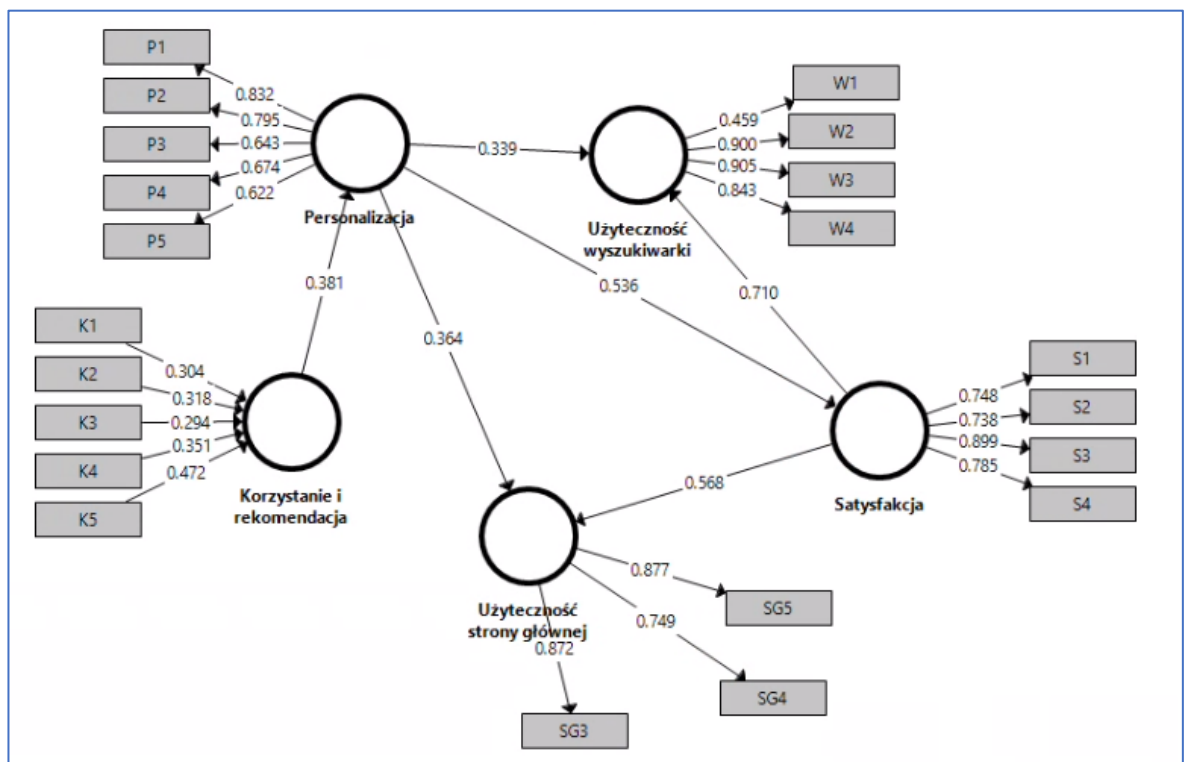 P1
P2
P3
P4
P5
0.832
0.795
0.643
0.674
0.622
Personalizacja
0.339
Użyteczność
wyszukiwarki
0.459
0.900
0.905
0.843
W1
W2
W3
W4
0.381
0.364
0.536
0.710
K1
K2
K3
K4
K5
0.304
0.318
0.294
0.351
0.472
Korzystanie i
rekomendacja
0.568
Satysfakcja
0.748
0.738
0.899
0.785
S1
S2
S3
S4
Użyteczność
strony głównej
0.877
0.749
0.872
SG5
SG4
SG3